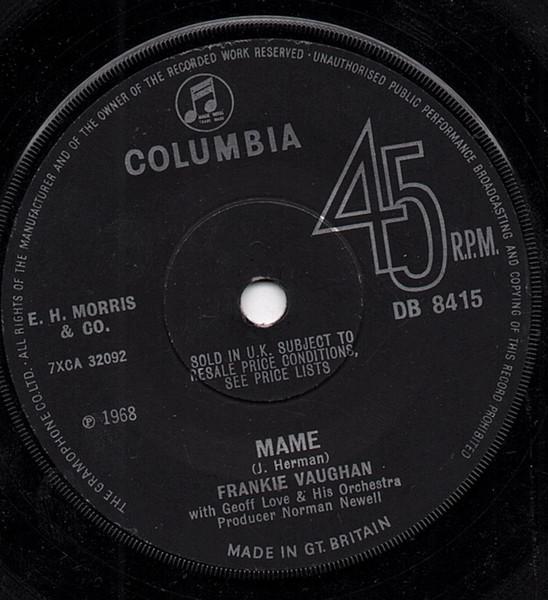 THE GRAMOPHONE CO. LTD. · ALL RIGHTS OF THE MANUFACTURER AND OF THE OWNER OF THE RECORDED WORK RESERVED · UNAUTHORISED PUBLIC PERFORMANCE BROADCASTING AND COPYING OF THIS RECORD PROHIBITED
COLUMBIA
45 R.P.M.
DB 8415
E. H. MORRIS
& CO.
7XCA 32092
SOLD IN U.K. SUBJECT TO
RESALE PRICE CONDITIONS,
SEE PRICE LISTS
℗ 1968
MAME
(J. Herman)
FRANKIE VAUGHAN
with Geoff Love & His Orchestra
Producer Norman Newell
MADE IN GT. BRITAIN